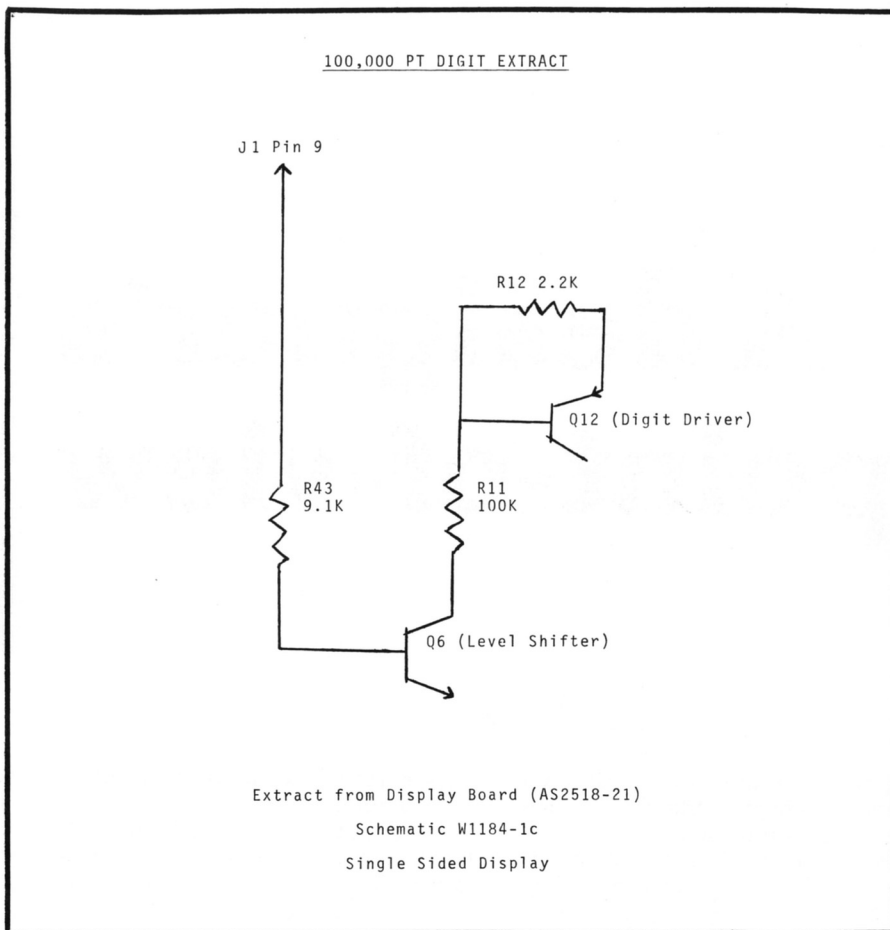 100,000 PT DIGIT EXTRACT
J1 Pin 9
R12 2.2K
Q12 (Digit Driver)
R43
9.1K
R11
100K
Q6 (Level Shifter)
Extract from Display Board (AS2518-21)
Schematic W1184-1c
Single Sided Display